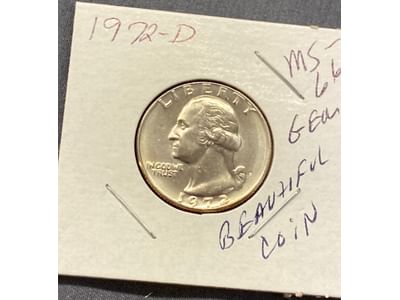 1972-D
MS-
66
GEM
BEAUTIFUL
COIN
LIBERTY
IN GOD WE
TRUST
D
1972